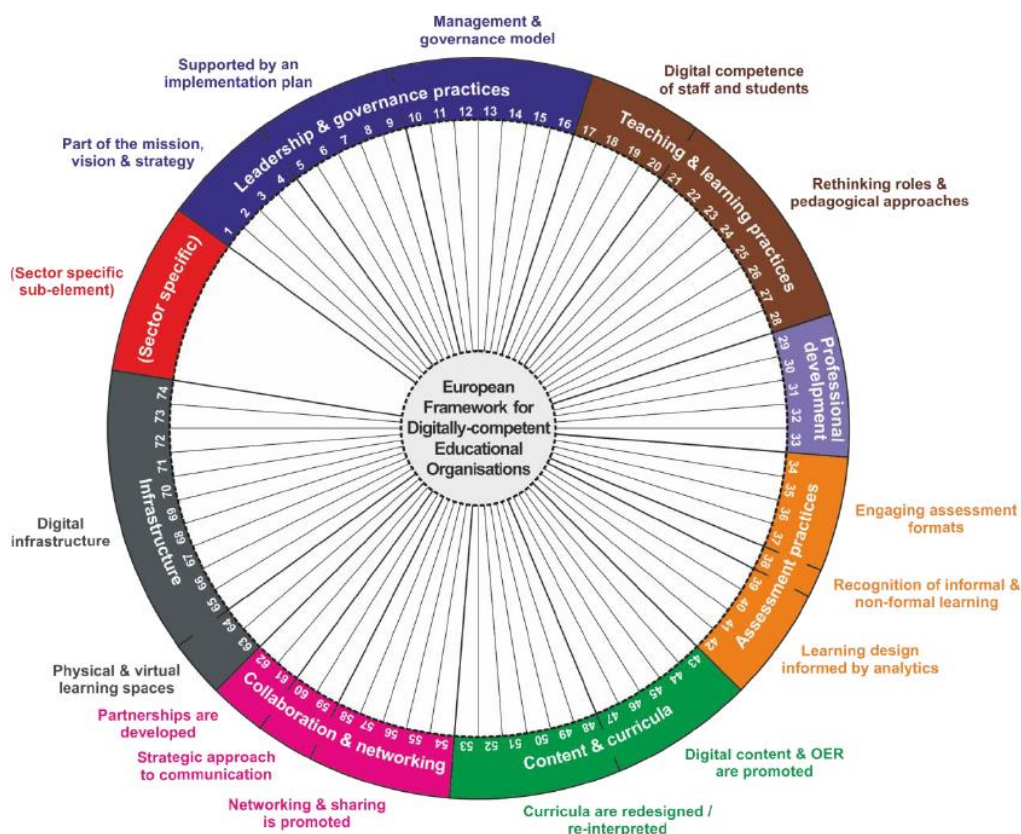 Management &
governance model
Supported by an
implementation plan
Digital competence
of staff and students
Part of the mission,
vision & strategy
Rethinking roles &
pedagogical approaches
(Sector specific
sub-element)
Engaging assessment
formats
Recognition of informal &
non-formal learning
Learning design
informed by analytics
Digital content & OER
are promoted
Curricula are redesigned /
re-interpreted
Networking & sharing
is promoted
Strategic approach
to communication
Partnerships are
developed
Physical & virtual
learning spaces
Digital
infrastructure
Leadership & governance practices
1 2 3 4 5 6 7 8 9 10 11 12 13 14 15 16
Teaching & learning practices
17 18 19 20 21 22 23 24 25 26 27 28
Professional
develpment
29 30 31 32 33
Assessment practices
34 35 36 37 38 39 40 41 42
Content & curricula
43 44 45 46 47 48 49 50 51 52 53
Collaboration & networking
54 55 56 57 58 59 60 61 62
Infrastructure
63 64 65 66 67 68 69 70 71 72 73 74
(Sector specific)
European
Framework for
Digitally-competent
Educational
Organisations